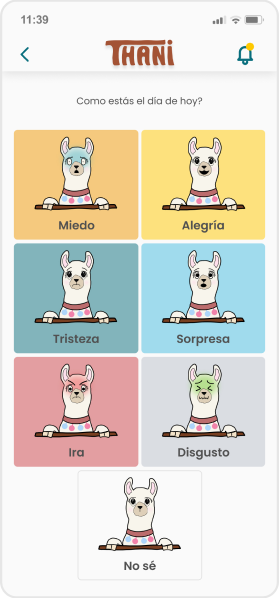 11:39
THANI
Como estás el día de hoy?
Miedo
Alegría
Tristeza
Sorpresa
Ira
Disgusto
No sé